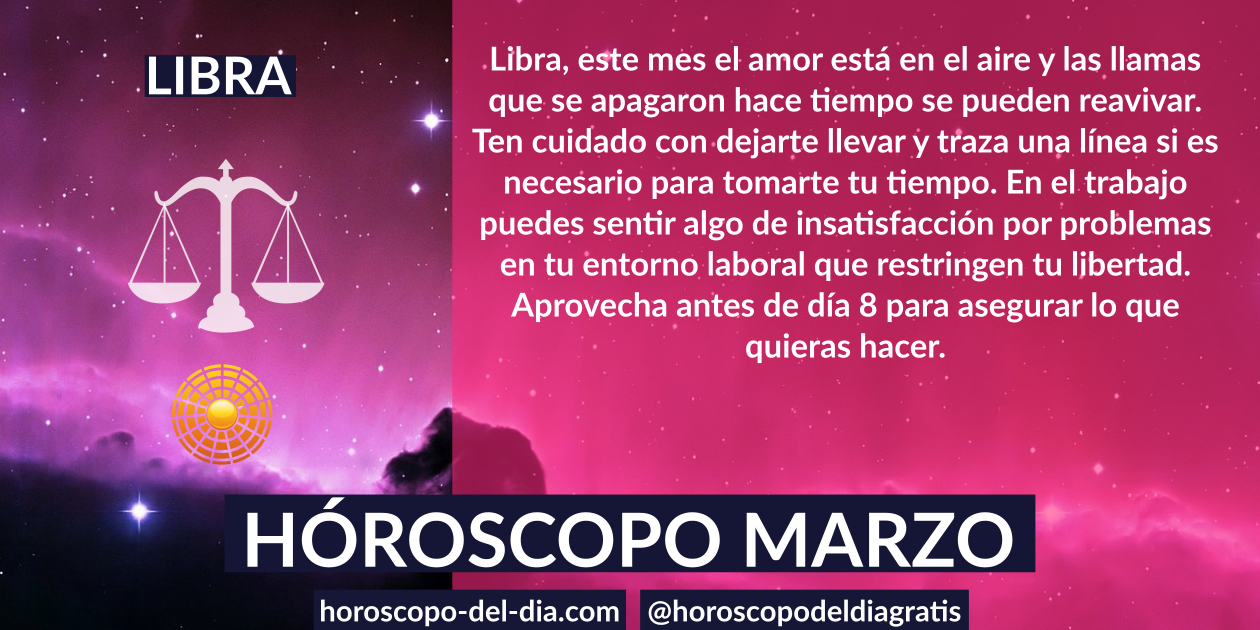 LIBRA
Libra, este mes el amor está en el aire y las llamas
que se apagaron hace tiempo se pueden reavivar.
Ten cuidado con dejarte llevar y traza una línea si es
necesario para tomarte tu tiempo. En el trabajo
puedes sentir algo de insatisfacción por problemas
en tu entorno laboral que restringen tu libertad.
Aprovecha antes de día 8 para asegurar lo que
quieras hacer.
HÓROSCOPO MARZO
horoscopo-del-dia.com
@horoscopodeldiagratis